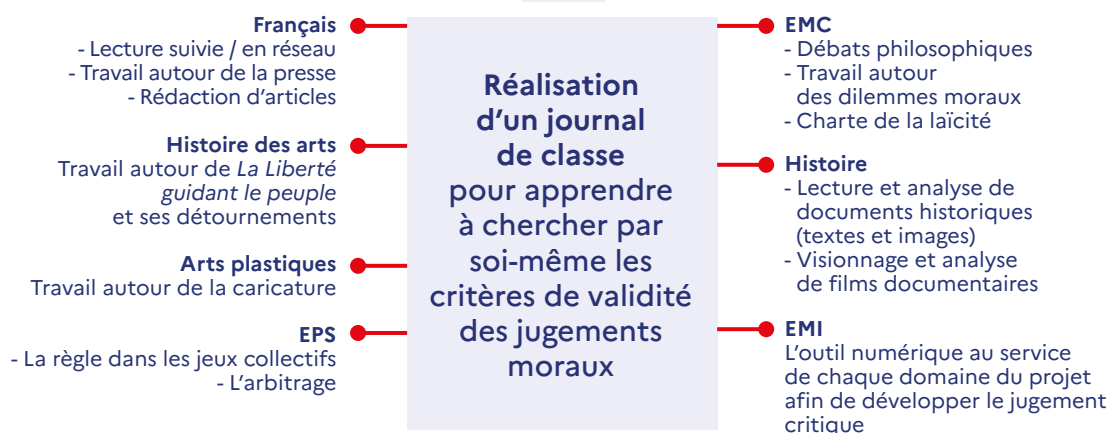 Français
- Lecture suivie / en réseau
- Travail autour de la presse
- Rédaction d'articles
Histoire des arts
Travail autour de La Liberté
guidant le peuple
et ses détournements
Arts plastiques
Travail autour de la caricature
EPS
- La règle dans les jeux collectifs
- L'arbitrage
Réalisation
d'un journal
de classe
pour apprendre
à chercher par
soi-même les
critères de validité
des jugements
moraux
EMC
- Débats philosophiques
- Travail autour
des dilemmes moraux
- Charte de la laïcité
Histoire
- Lecture et analyse de
documents historiques
(textes et images)
- Visionnage et analyse
de films documentaires
EMI
L'outil numérique au service
de chaque domaine du projet
afin de développer le jugement
critique